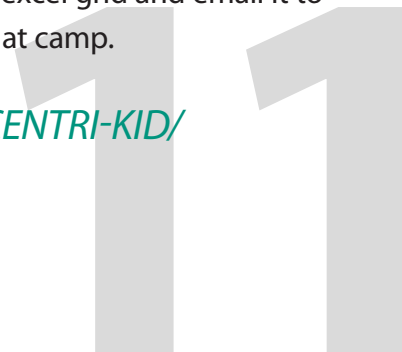 excel grid and email it to
at camp.
ENTRI-KID/
11